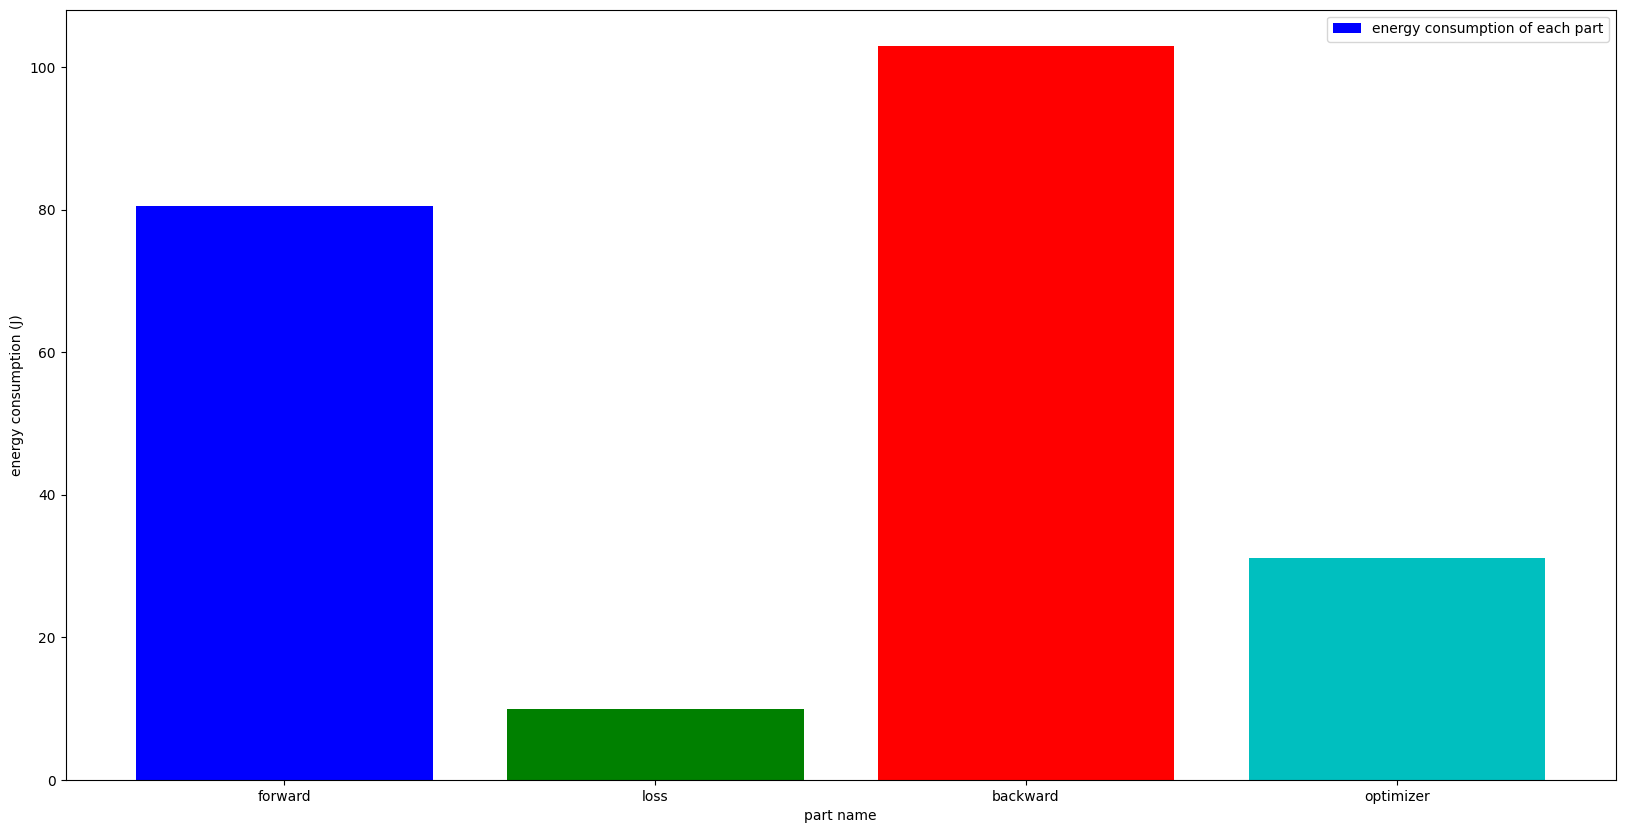 energy consumption of each part
100
80
60
40
20
0
energy consumption (J)
forward
loss
backward
optimizer
part name